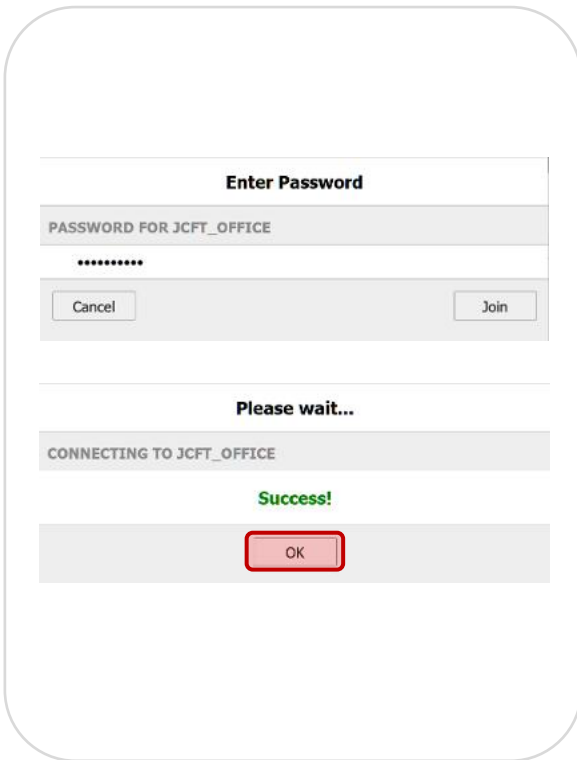 Enter Password
PASSWORD FOR JCFT_OFFICE
••••••••••
Cancel Join
Please wait...
CONNECTING TO JCFT_OFFICE
Success!
OK